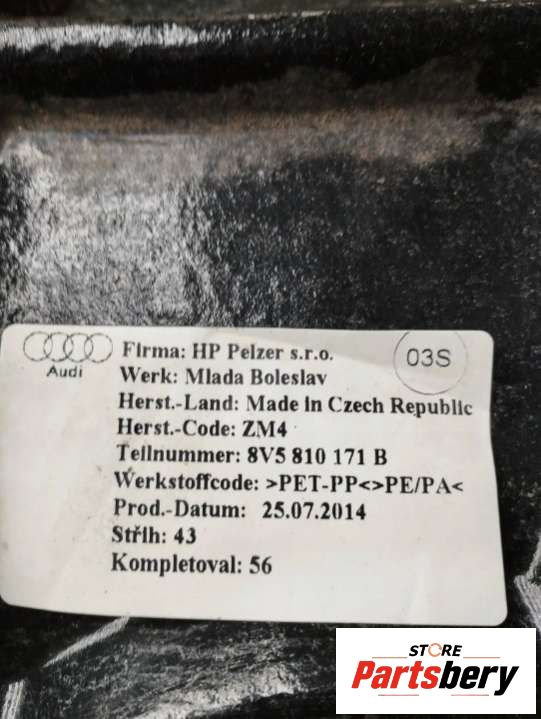 Audi
03S
Firma: HP Pelzer s.r.o.
Werk: Mlada Boleslav
Herst.-Land: Made in Czech Republic
Herst.-Code: ZM4
Teilnummer: 8V5 810 171 B
Werkstoffcode: >PET-PP<>PE/PA<
Prod.-Datum: 25.07.2014
Střih: 43
Kompletoval: 56
STORE
Partsbery